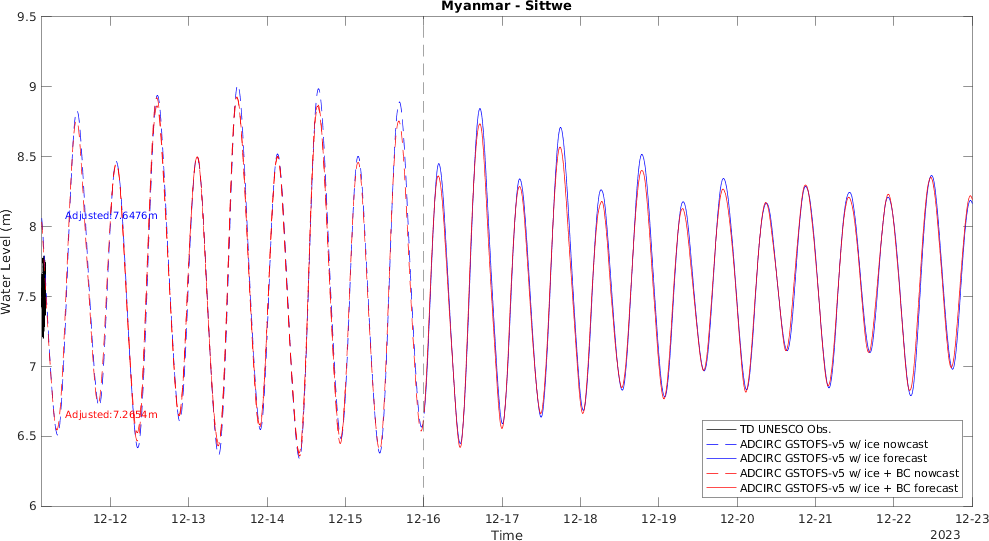 Myanmar - Sittwe
9.5
9
8.5
8
7.5
7
6.5
6
Water Level (m)
Adjusted:7.6476m
Adjusted:7.2654m
TD UNESCO Obs.
ADCIRC GSTOFS-v5 w/ ice nowcast
ADCIRC GSTOFS-v5 w/ ice forecast
ADCIRC GSTOFS-v5 w/ ice + BC nowcast
ADCIRC GSTOFS-v5 w/ ice + BC forecast
12-12 12-13 12-14 12-15 12-16 12-17 12-18 12-19 12-20 12-21 12-22 12-23
Time
2023